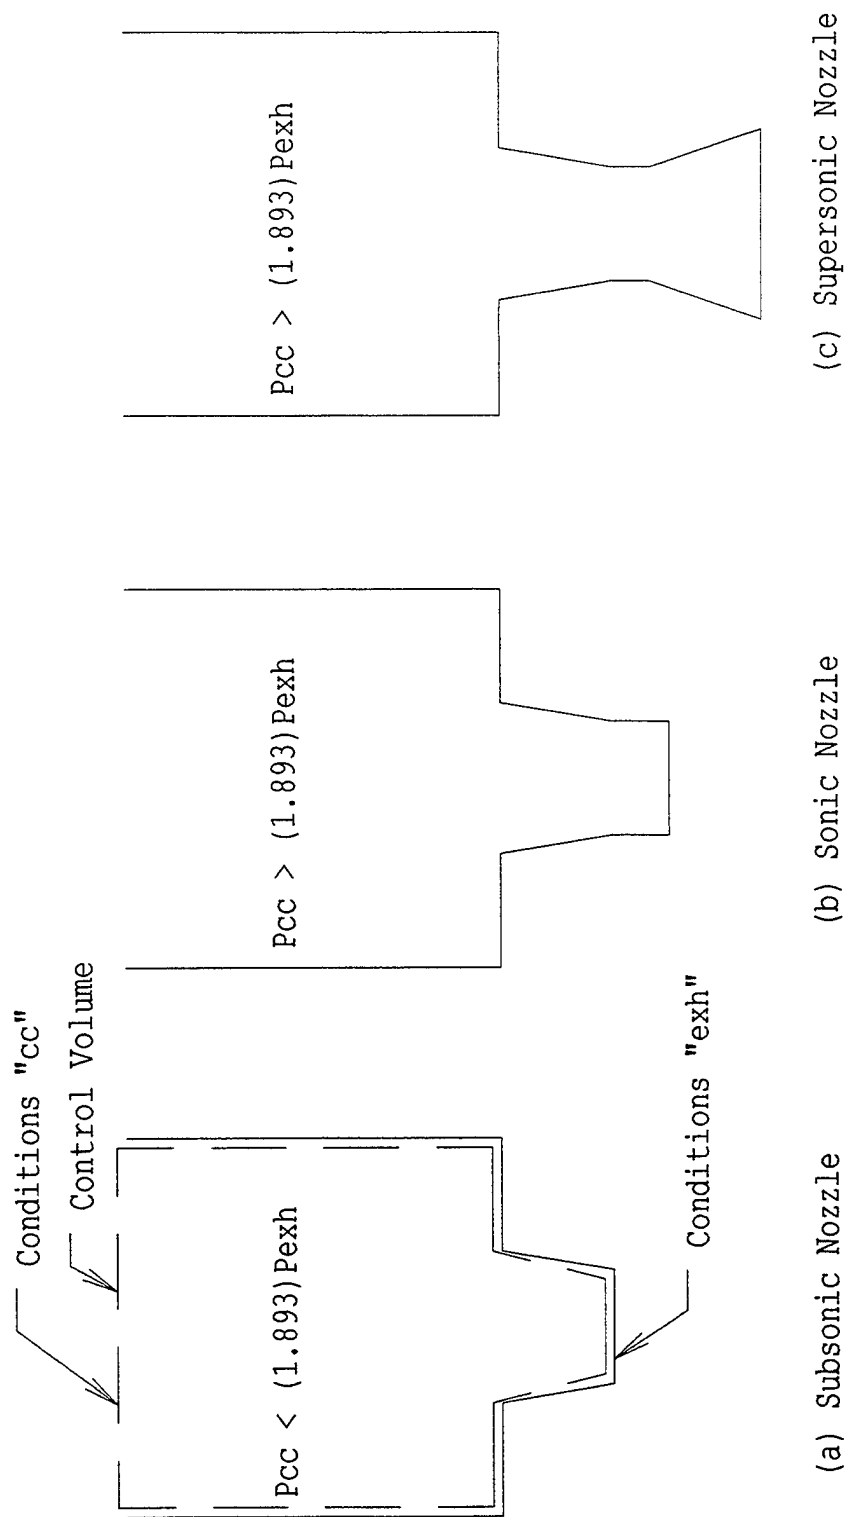 Conditions "cc"
Control Volume
Pcc < (1.893)Pexh
Conditions "exh"
(a) Subsonic Nozzle
Pcc > (1.893)Pexh
(b) Sonic Nozzle
Pcc > (1.893)Pexh
(c) Supersonic Nozzle